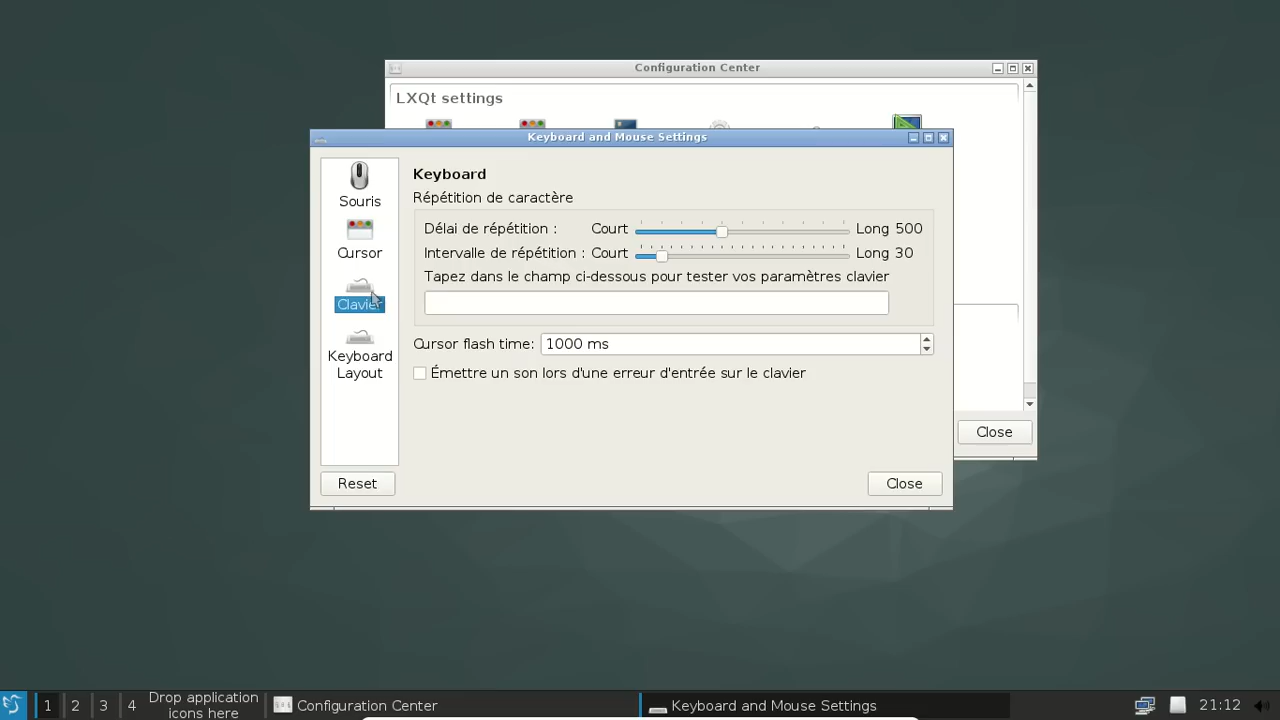 Configuration Center
LXQt settings
Keyboard and Mouse Settings
Souris
Cursor
Clavier
Keyboard
Layout
Keyboard
Répétition de caractère
Délai de répétition : Court Long 500
Intervalle de répétition : Court Long 30
Tapez dans le champ ci-dessous pour tester vos paramètres clavier
Cursor flash time: 1000 ms
Émettre un son lors d'une erreur d'entrée sur le clavier
Reset
Close
Close
1 2 3 4 Drop application
icons here
Configuration Center
Keyboard and Mouse Settings
21:12